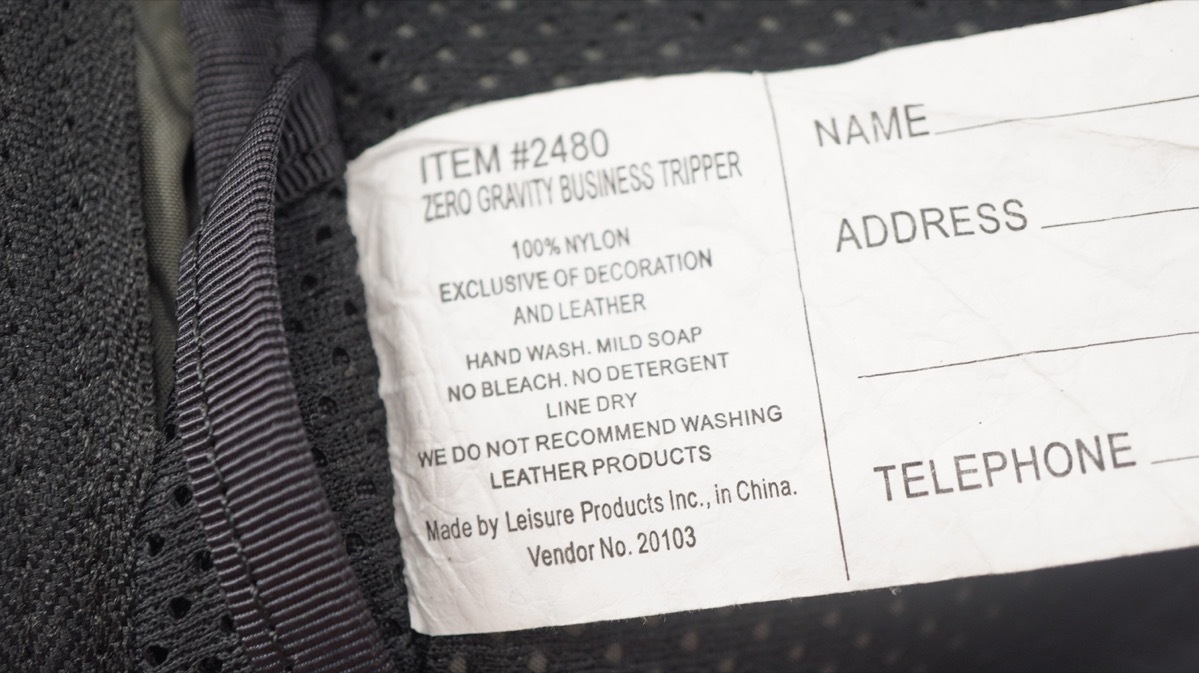 ITEM #2480
ZERO GRAVITY BUSINESS TRIPPER
100% NYLON
EXCLUSIVE OF DECORATION
AND LEATHER
HAND WASH. MILD SOAP
NO BLEACH. NO DETERGENT
LINE DRY
WE DO NOT RECOMMEND WASHING
LEATHER PRODUCTS
Made by Leisure Products Inc., in China.
Vendor No. 20103
NAME
ADDRESS
TELEPHONE